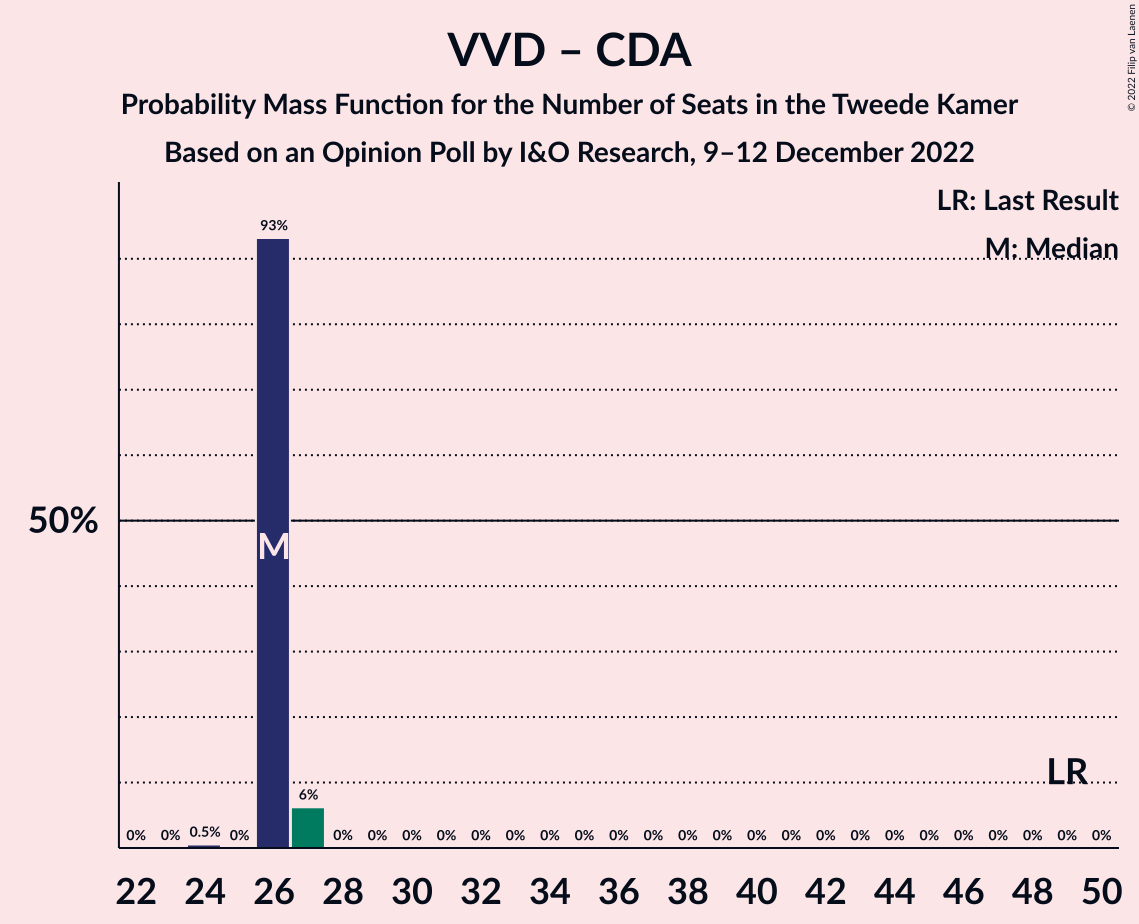 VVD – CDA
Probability Mass Function for the Number of Seats in the Tweede Kamer
Based on an Opinion Poll by I&O Research, 9–12 December 2022
© 2022 Filip van Laenen
LR: Last Result
M: Median
93%
50%
M
LR
6%
0% 0% 0.5% 0% 0% 0% 0% 0% 0% 0% 0% 0% 0% 0% 0% 0% 0% 0% 0% 0% 0% 0% 0% 0% 0% 0% 0%
22 24 26 28 30 32 34 36 38 40 42 44 46 48 50